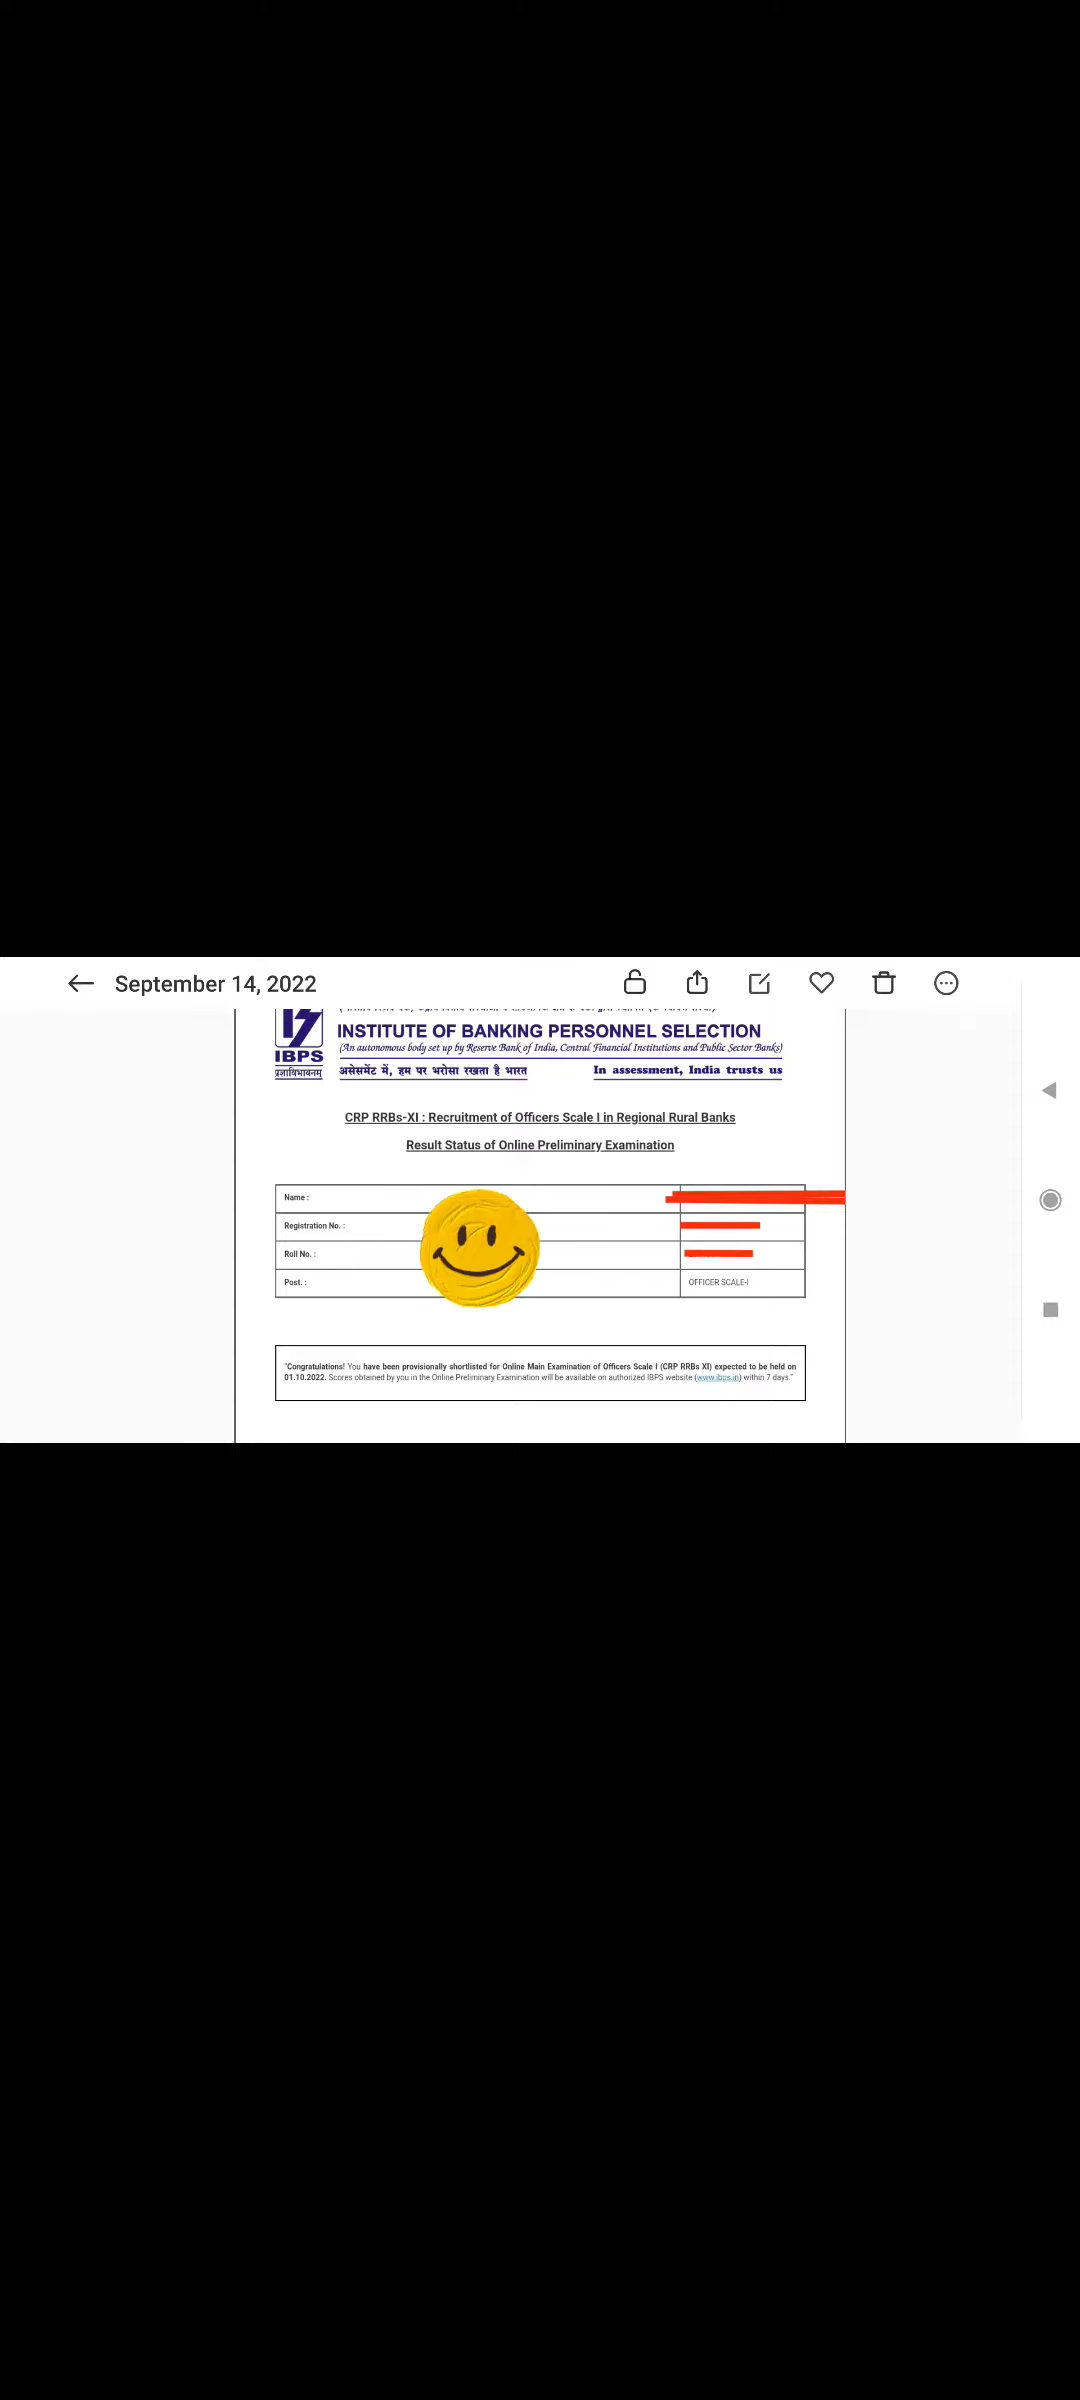 September 14, 2022
INSTITUTE OF BANKING PERSONNEL SELECTION
(An autonomous body set up by Reserve Bank of India, Central Financial Institutions and Public Sector Banks)
IBPS
प्रज्ञाविभावनम्
असेसमेंट में, हम पर भरोसा रखता है भारत In assessment, India trusts us
CRP RRBs-XI : Recruitment of Officers Scale I in Regional Rural Banks
Result Status of Online Preliminary Examination
Name :
Registration No. :
Roll No. :
Post. : OFFICER SCALE-I
"Congratulations! You have been provisionally shortlisted for Online Main Examination of Officers Scale I (CRP RRBs XI) expected to be held on
01.10.2022. Scores obtained by you in the Online Preliminary Examination will be available on authorized IBPS website (www.ibps.in) within 7 days."